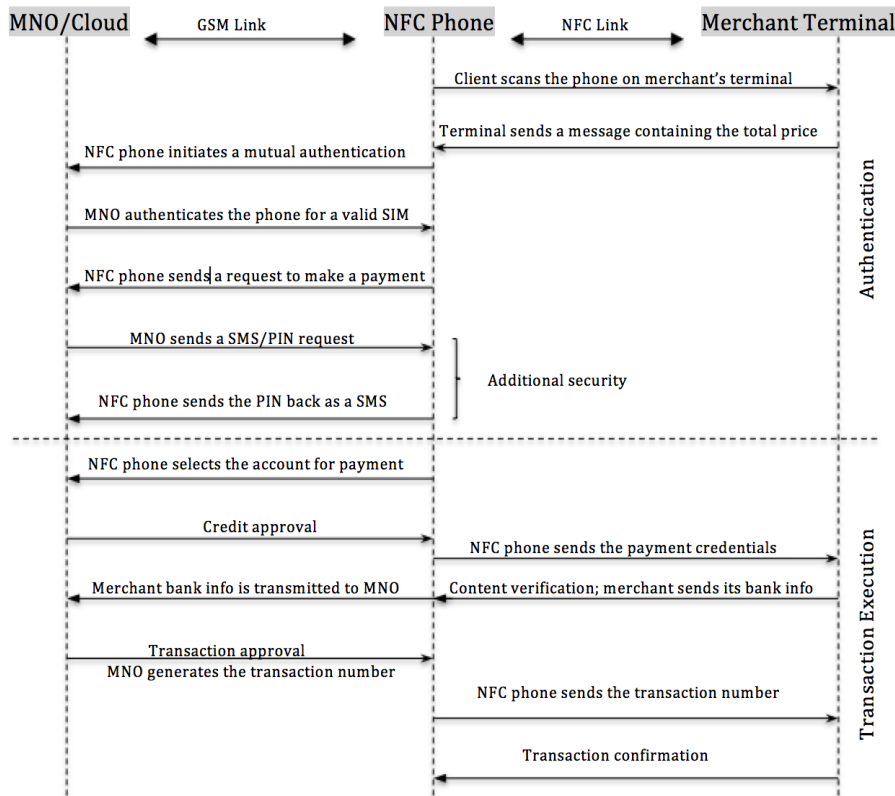 MNO/Cloud GSM Link NFC Phone NFC Link Merchant Terminal
Client scans the phone on merchant's terminal
Terminal sends a message containing the total price
NFC phone initiates a mutual authentication
MNO authenticates the phone for a valid SIM
NFC phone sends a request to make a payment
MNO sends a SMS/PIN request
Additional security
NFC phone sends the PIN back as a SMS
Authentication
NFC phone selects the account for payment
Credit approval
NFC phone sends the payment credentials
Merchant bank info is transmitted to MNO
Content verification; merchant sends its bank info
Transaction approval
MNO generates the transaction number
NFC phone sends the transaction number
Transaction confirmation
Transaction Execution